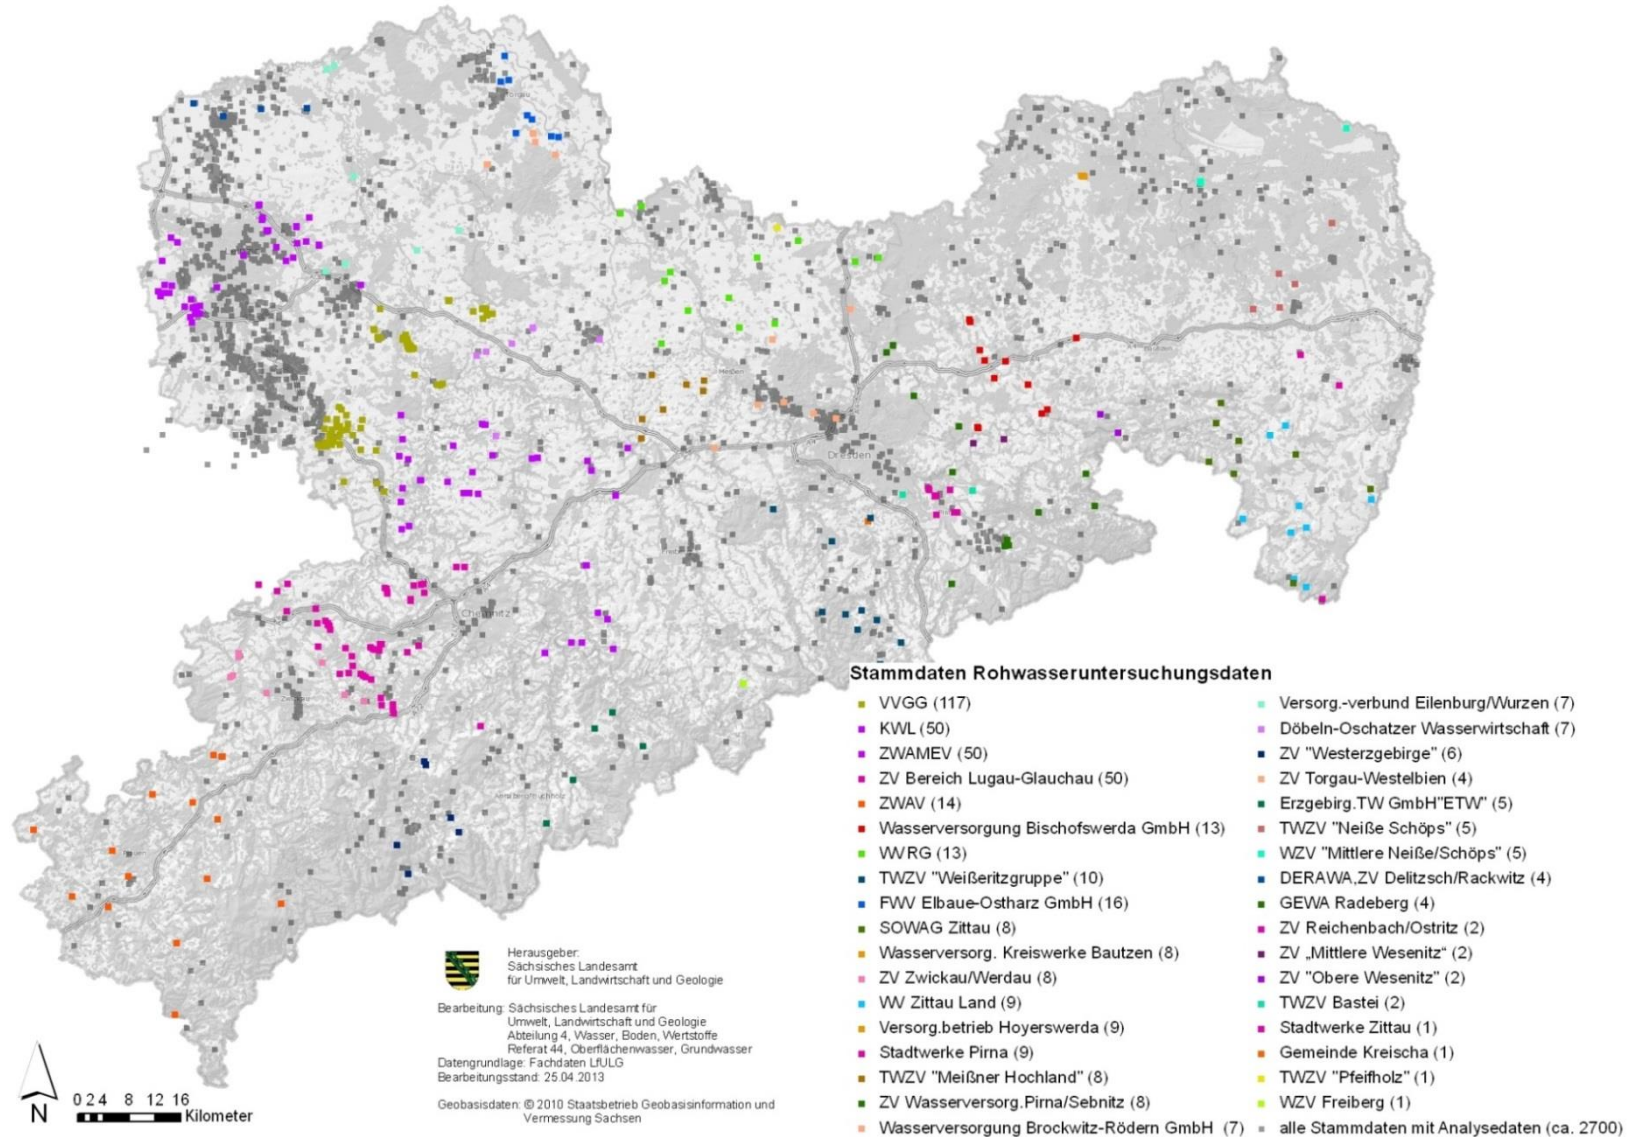 Dresden
Chemnitz
Stammdaten Rohwasseruntersuchungsdaten
VVGG (117)
KWL (50)
ZWAMEV (50)
ZV Bereich Lugau-Glauchau (50)
ZWAV (14)
Wasserversorgung Bischofswerda GmbH (13)
WRG (13)
TWZV "Weißeritzgruppe" (10)
FWV Elbaue-Ostharz GmbH (16)
SOWAG Zittau (8)
Wasserversorg. Kreiswerke Bautzen (8)
ZV Zwickau/Werdau (8)
WV Zittau Land (9)
Versorg.betrieb Hoyerswerda (9)
Stadtwerke Pirna (9)
TWZV "Meißner Hochland" (8)
ZV Wasserversorg.Pirna/Sebnitz (8)
Wasserversorgung Brockwitz-Rödern GmbH (7)
Versorg.-verbund Eilenburg/Wurzen (7)
Döbeln-Oschatzer Wasserwirtschaft (7)
ZV "Westerzgebirge" (6)
ZV Torgau-Westelbien (4)
Erzgebirg.TW GmbH"ETW" (5)
TWZV "Neiße Schöps" (5)
WZV "Mittlere Neiße/Schöps" (5)
DERAWA,ZV Delitzsch/Rackwitz (4)
GEWA Radeberg (4)
ZV Reichenbach/Ostritz (2)
ZV „Mittlere Wesenitz“ (2)
ZV "Obere Wesenitz" (2)
TWZV Bastei (2)
Stadtwerke Zittau (1)
Gemeinde Kreischa (1)
TWZV "Pfeifholz" (1)
WZV Freiberg (1)
alle Stammdaten mit Analysedaten (ca. 2700)
Herausgeber:
Sächsisches Landesamt
für Umwelt, Landwirtschaft und Geologie
Bearbeitung: Sächsisches Landesamt für
Umwelt, Landwirtschaft und Geologie
Abteilung 4, Wasser, Boden, Wertstoffe
Referat 44, Oberflächenwasser, Grundwasser
Datengrundlage: Fachdaten LfULG
Bearbeitungsstand: 25.04.2013
Geobasisdaten: © 2010 Staatsbetrieb Geobasisinformation und
Vermessung Sachsen
N
0 2 4 8 12 16
Kilometer